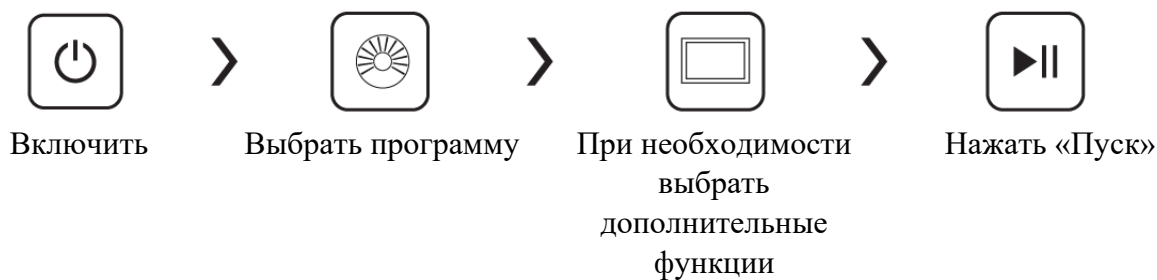 Включить
Выбрать программу
При необходимости
выбрать
дополнительные
функции
Нажать «Пуск»